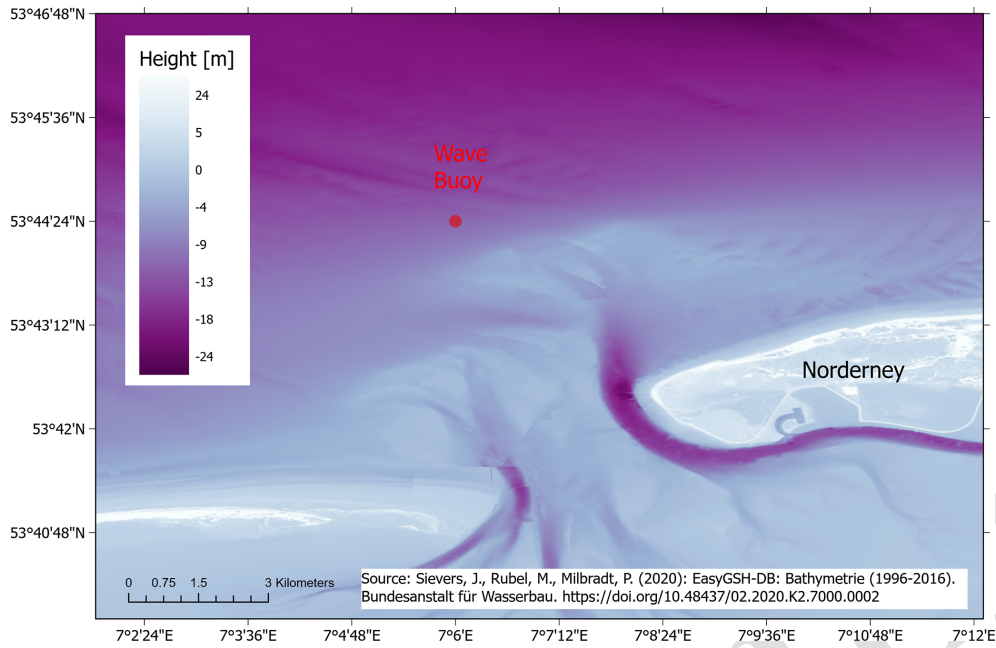 53°46'48"N
53°45'36"N
53°44'24"N
53°43'12"N
53°42'N
53°40'48"N
Height [m]
24
5
0
-4
-9
-13
-18
-24
Wave
Buoy
Norderney
0 0.75 1.5 3 Kilometers
Source: Sievers, J., Rubel, M., Milbradt, P. (2020): EasyGSH-DB: Bathymetrie (1996-2016).
Bundesanstalt für Wasserbau. https://doi.org/10.48437/02.2020.K2.7000.0002
7°2'24"E 7°3'36"E 7°4'48"E 7°6'E 7°7'12"E 7°8'24"E 7°9'36"E 7°10'48"E 7°12'E